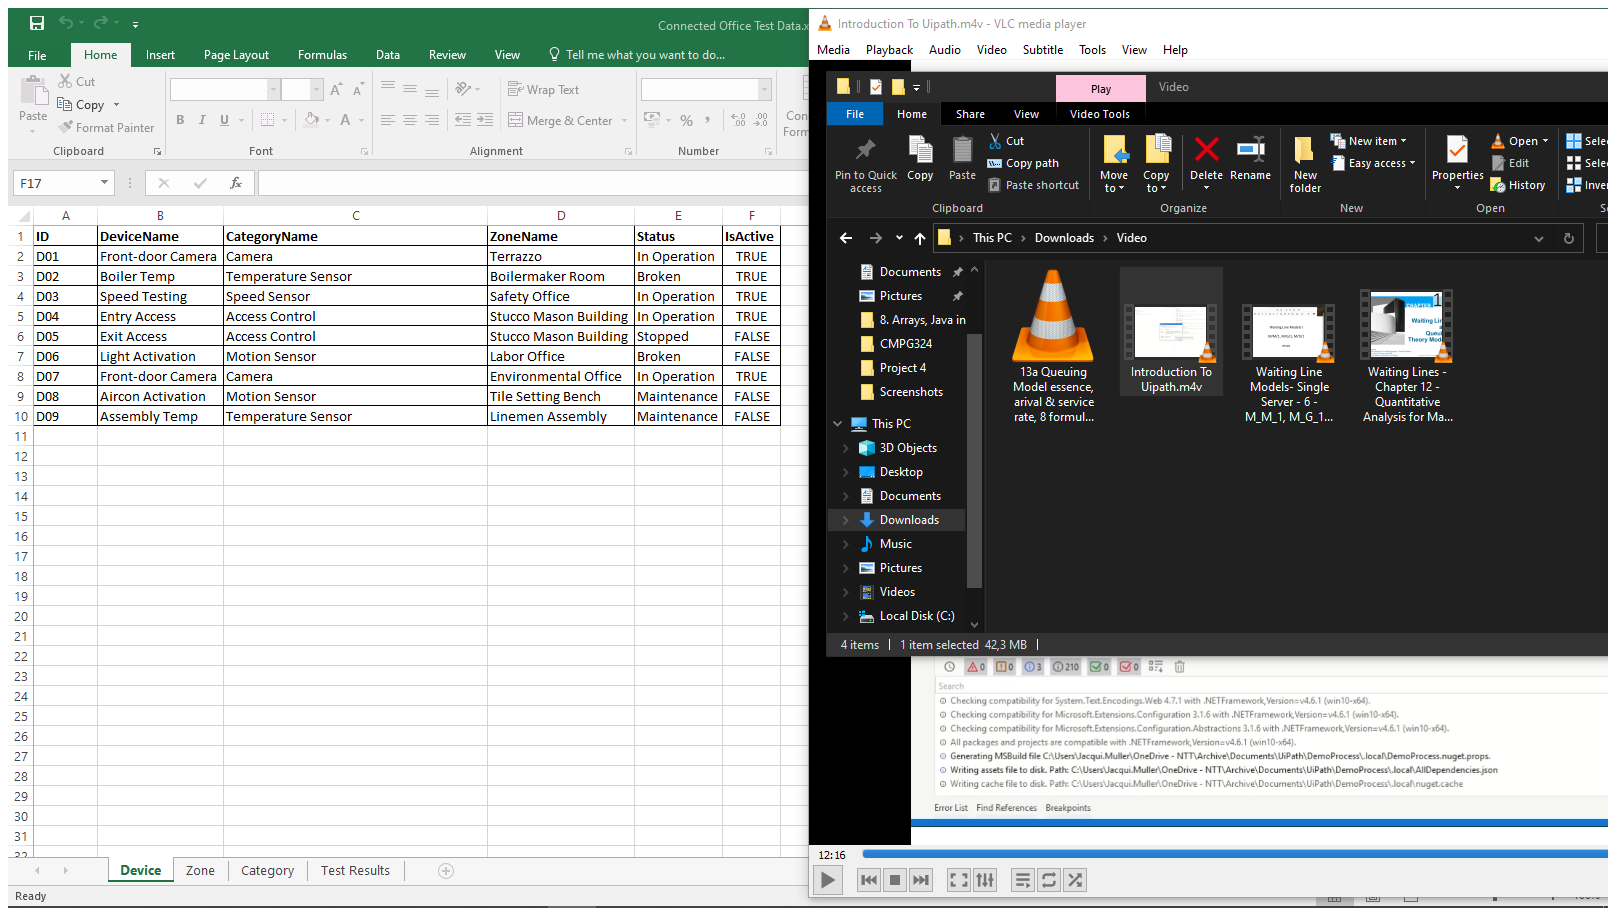 Connected Office Test Data.x
File Home Insert Page Layout Formulas Data Review View Tell me what you want to do...
Paste
Cut
Copy
Format Painter
Clipboard
B I U
A A
A
Font
Wrap Text
Merge & Center
Alignment
%
Number
Con
Form
F17
fx
A B C D E F
1 ID DeviceName CategoryName ZoneName Status IsActive
2 D01 Front-door Camera Camera Terrazzo In Operation TRUE
3 D02 Boiler Temp Temperature Sensor Boilermaker Room Broken TRUE
4 D03 Speed Testing Speed Sensor Safety Office In Operation TRUE
5 D04 Entry Access Access Control Stucco Mason Building In Operation TRUE
6 D05 Exit Access Access Control Stucco Mason Building Stopped FALSE
7 D06 Light Activation Motion Sensor Labor Office Broken FALSE
8 D07 Front-door Camera Camera Environmental Office In Operation TRUE
9 D08 Aircon Activation Motion Sensor Tile Setting Bench Maintenance FALSE
10 D09 Assembly Temp Temperature Sensor Linemen Assembly Maintenance FALSE
11
12
13
14
15
16
17
18
19
20
21
22
23
24
25
26
27
28
29
30
31
32
Device Zone Category Test Results
Ready
Introduction To Uipath.m4v - VLC media player
Media Playback Audio Video Subtitle Tools View Help
Play Video
File Home Share View Video Tools
Pin to Quick
access
Copy
Paste
Cut
Copy path
Paste shortcut
Clipboard
Move
to
Copy
to
Delete
Rename
Organize
New
folder
New item
Easy access
New
Properties
Open
Edit
History
Open
Selec
Selec
Inver
Se
This PC Downloads Video
Documents
Pictures
8. Arrays, Java in
CMPG324
Project 4
Screenshots
This PC
3D Objects
Desktop
Documents
Downloads
Music
Pictures
Videos
Local Disk (C:)
13a Queuing
Model essence,
arival & service
rate, 8 formul...
Introduction To
Uipath.m4v
Waiting Line
Models- Single
Server - 6 -
M_M_1, M_G_1...
Waiting Lines -
Chapter 12 -
Quantitative
Analysis for Ma...
4 items 1 item selected 42,3 MB
0 0 3 210 0 0
Search
Checking compatibility for System.Text.Encodings.Web 4.7.1 with .NETFramework,Version=v4.6.1 (win10-x64).
Checking compatibility for Microsoft.Extensions.Configuration 3.1.6 with .NETFramework,Version=v4.6.1 (win10-x64).
Checking compatibility for Microsoft.Extensions.Configuration.Abstractions 3.1.6 with .NETFramework,Version=v4.6.1 (win10-x64).
All packages and projects are compatible with .NETFramework,Version=v4.6.1 (win10-x64).
Generating MSBuild file C:\Users\Jacqui.Muller\OneDrive - NTT\Archive\Documents\UiPath\DemoProcess\.local\DemoProcess.nuget.props.
Writing assets file to disk. Path: C:\Users\Jacqui.Muller\OneDrive - NTT\Archive\Documents\UiPath\DemoProcess\.local\AllDependencies.json
Writing cache file to disk. Path: C:\Users\Jacqui.Muller\OneDrive - NTT\Archive\Documents\UiPath\DemoProcess\.local\nuget.cache
Error List Find References Breakpoints
12:16